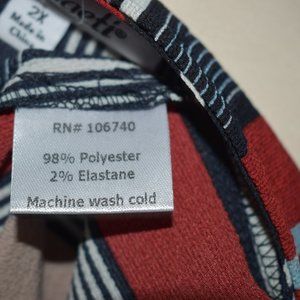 2X
Made in
China
RN# 106740
98% Polyester
2% Elastane
Machine wash cold